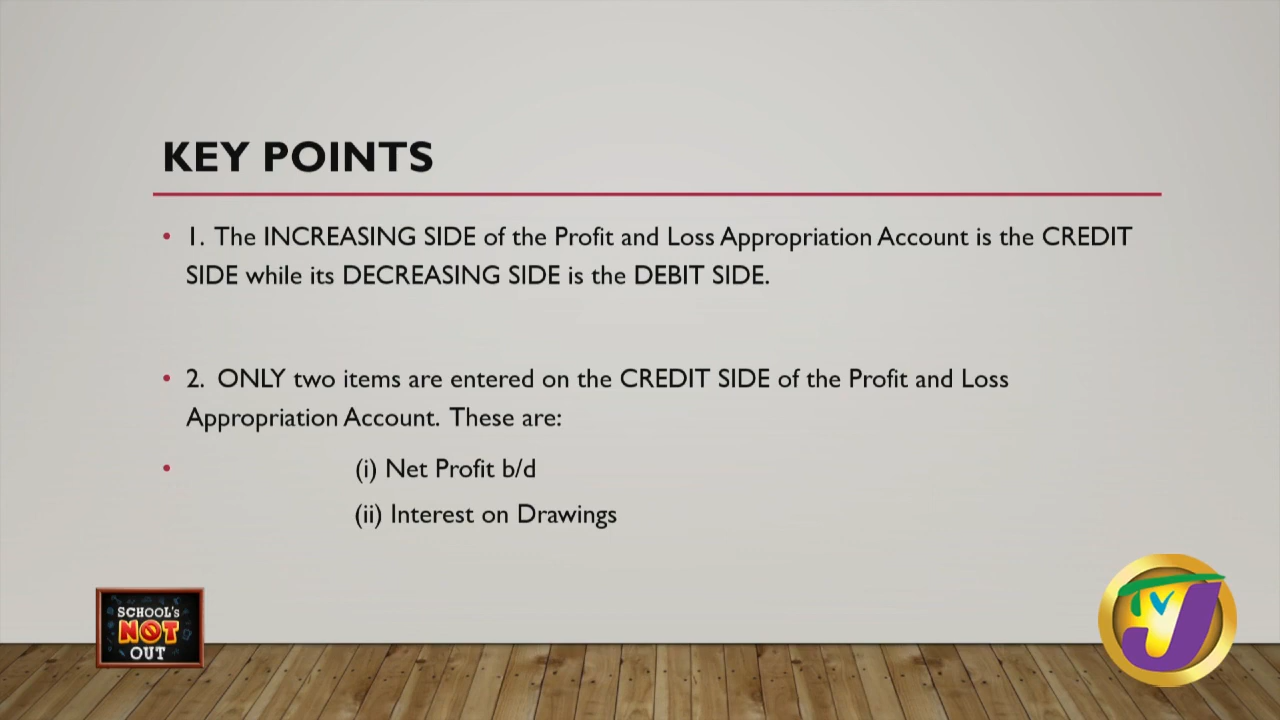 KEY POINTS
• 1. The INCREASING SIDE of the Profit and Loss Appropriation Account is the CREDIT
SIDE while its DECREASING SIDE is the DEBIT SIDE.
• 2. ONLY two items are entered on the CREDIT SIDE of the Profit and Loss
Appropriation Account. These are:
• (i) Net Profit b/d
(ii) Interest on Drawings
SCHOOL's
NOT
OUT
TVJ